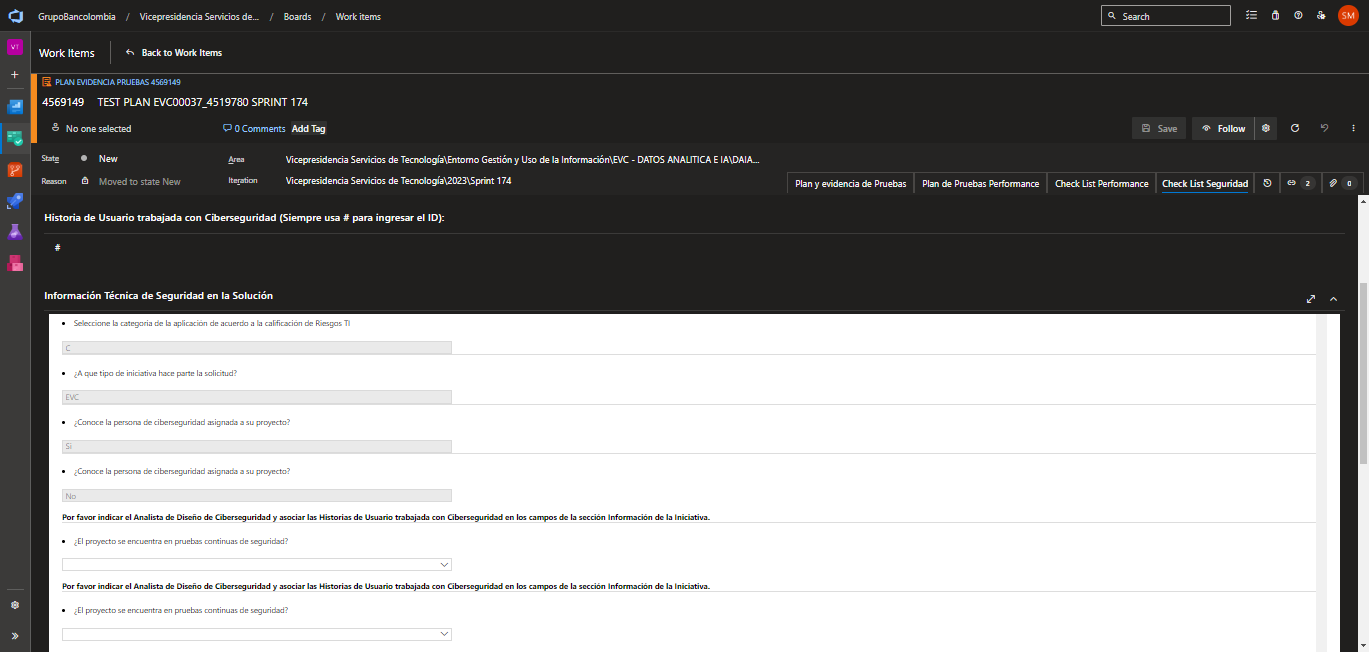 GrupoBancolombia / Vicepresidencia Servicios de... / Boards / Work items
Search
SM
VT
Work Items
Back to Work Items
PLAN EVIDENCIA PRUEBAS 4569149
4569149 TEST PLAN EVC00037_4519780 SPRINT 174
No one selected
0 Comments
Add Tag
Save
Follow
State
New
Area
Vicepresidencia Servicios de Tecnología\Entorno Gestión y Uso de la Información\EVC - DATOS ANALITICA E IA\DAIA...
Reason
Moved to state New
Iteration
Vicepresidencia Servicios de Tecnología\2023\Sprint 174
Plan y evidencia de Pruebas
Plan de Pruebas Performance
Check List Performance
Check List Seguridad
2
0
Historia de Usuario trabajada con Ciberseguridad (Siempre usa # para ingresar el ID):
#
Información Técnica de Seguridad en la Solución
• Seleccione la categoría de la aplicación de acuerdo a la calificación de Riesgos TI
C
• ¿A que tipo de iniciativa hace parte la solicitud?
EVC
• ¿Conoce la persona de ciberseguridad asignada a su proyecto?
Si
• ¿Conoce la persona de ciberseguridad asignada a su proyecto?
No
Por favor indicar el Analista de Diseño de Ciberseguridad y asociar las Historias de Usuario trabajada con Ciberseguridad en los campos de la sección Información de la Iniciativa.
• ¿El proyecto se encuentra en pruebas continuas de seguridad?
Por favor indicar el Analista de Diseño de Ciberseguridad y asociar las Historias de Usuario trabajada con Ciberseguridad en los campos de la sección Información de la Iniciativa.
• ¿El proyecto se encuentra en pruebas continuas de seguridad?